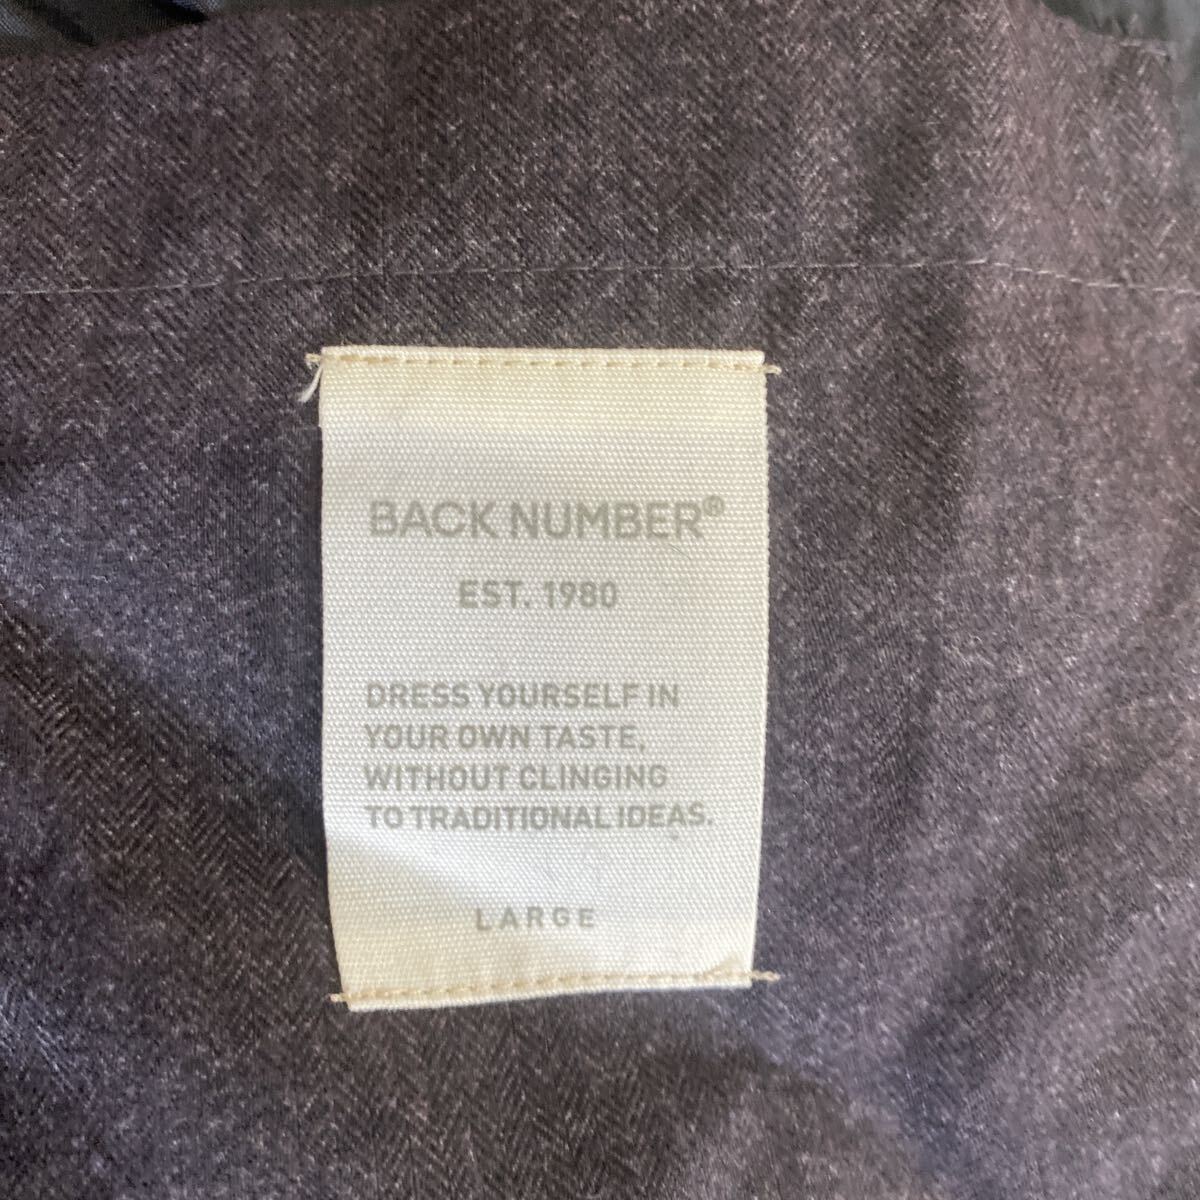 BACK NUMBER®
EST. 1980
DRESS YOURSELF IN
YOUR OWN TASTE,
WITHOUT CLINGING
TO TRADITIONAL IDEAS.
LARGE